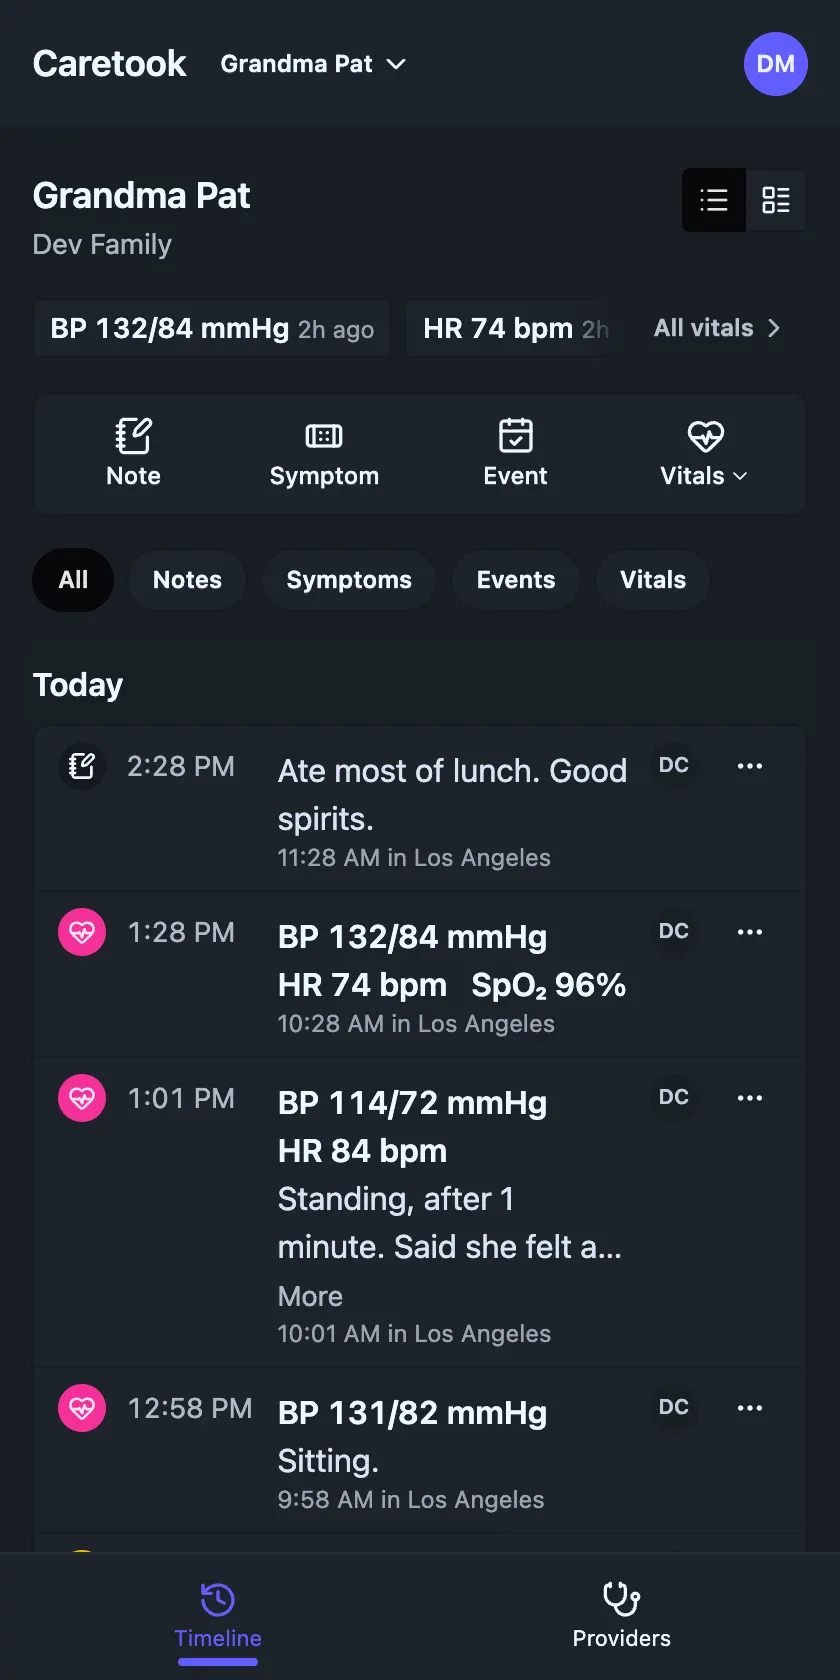 Caretook Grandma Pat DM
Grandma Pat
Dev Family
BP 132/84 mmHg 2h ago HR 74 bpm 2h All vitals
Note Symptom Event Vitals
All Notes Symptoms Events Vitals
Today
2:28 PM Ate most of lunch. Good DC ...
spirits.
11:28 AM in Los Angeles
1:28 PM BP 132/84 mmHg DC ...
HR 74 bpm SpO₂ 96%
10:28 AM in Los Angeles
1:01 PM BP 114/72 mmHg DC ...
HR 84 bpm
Standing, after 1
minute. Said she felt a...
More
10:01 AM in Los Angeles
12:58 PM BP 131/82 mmHg DC ...
Sitting.
9:58 AM in Los Angeles
Timeline Providers